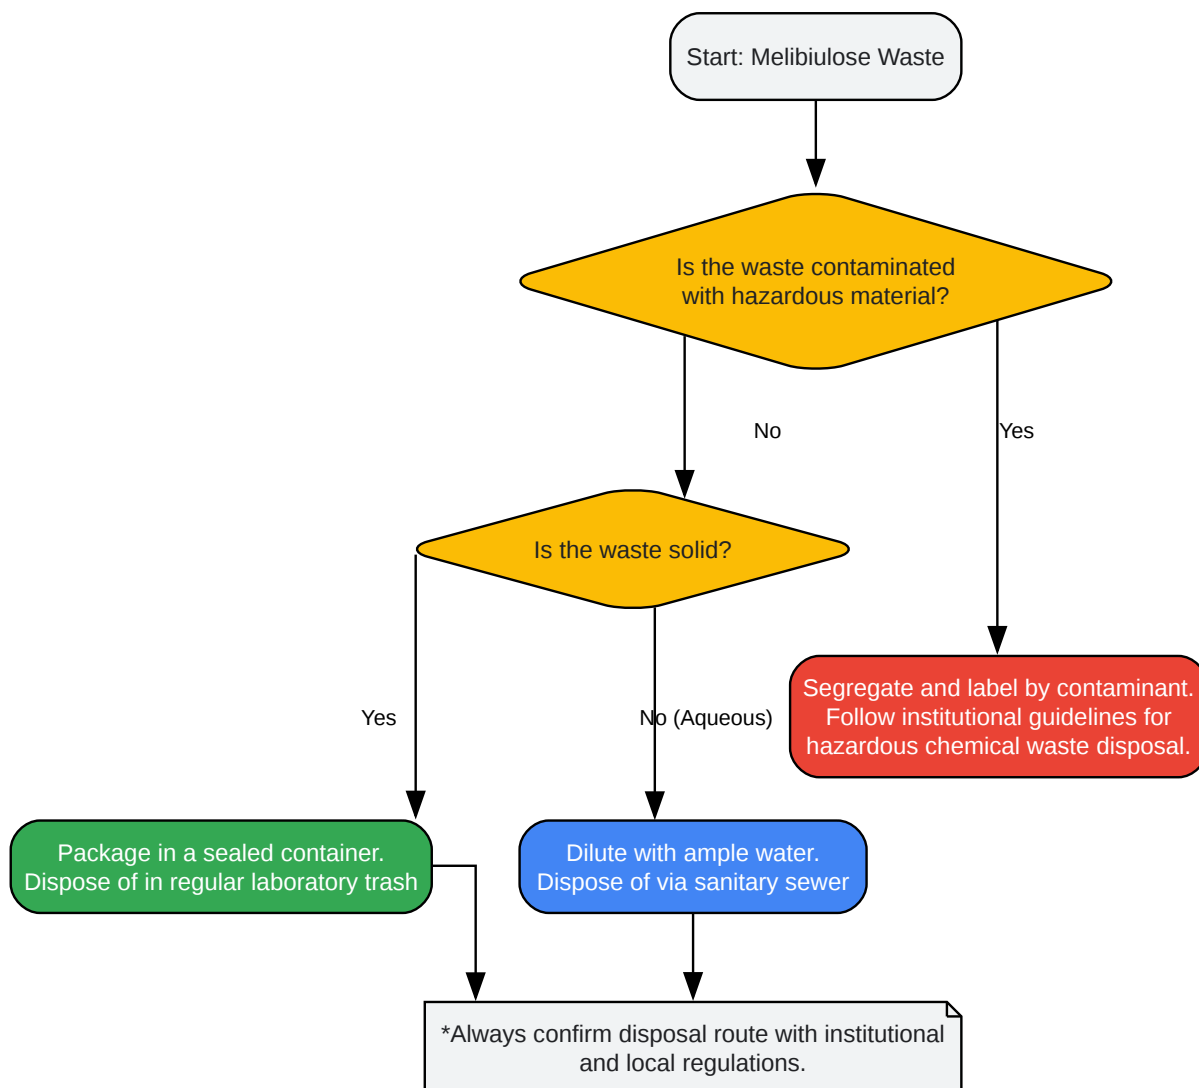 Start: Melibiulose Waste
Is the waste contaminated
with hazardous material?
No
Yes
Is the waste solid?
Yes
No (Aqueous)
Segregate and label by contaminant.
Follow institutional guidelines for
hazardous chemical waste disposal.
Package in a sealed container.
Dispose of in regular laboratory trash
Dilute with ample water.
Dispose of via sanitary sewer
*Always confirm disposal route with institutional
and local regulations.